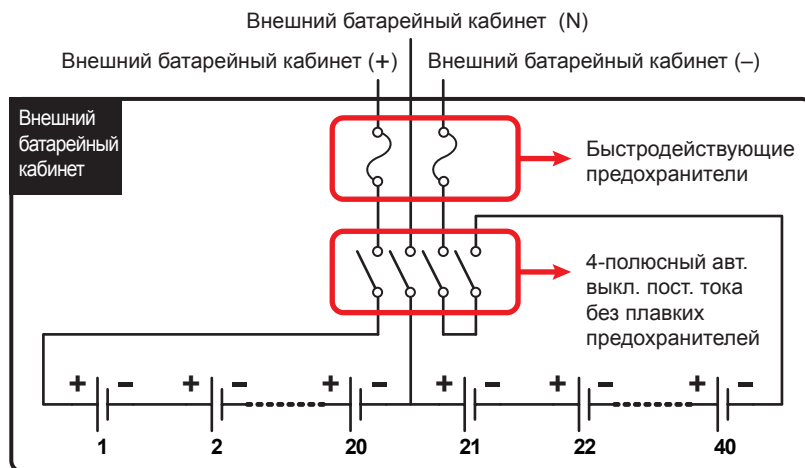 Внешний батарейный кабинет (N)
Внешний батарейный кабинет (+)
Внешний батарейный кабинет (–)
Внешний
батарейный
кабинет
Быстродействующие
предохранители
4-полюсный авт.
выкл. пост. тока
без плавких
предохранителей
+ – + – + – + – + – + –
1 2 20 21 22 40